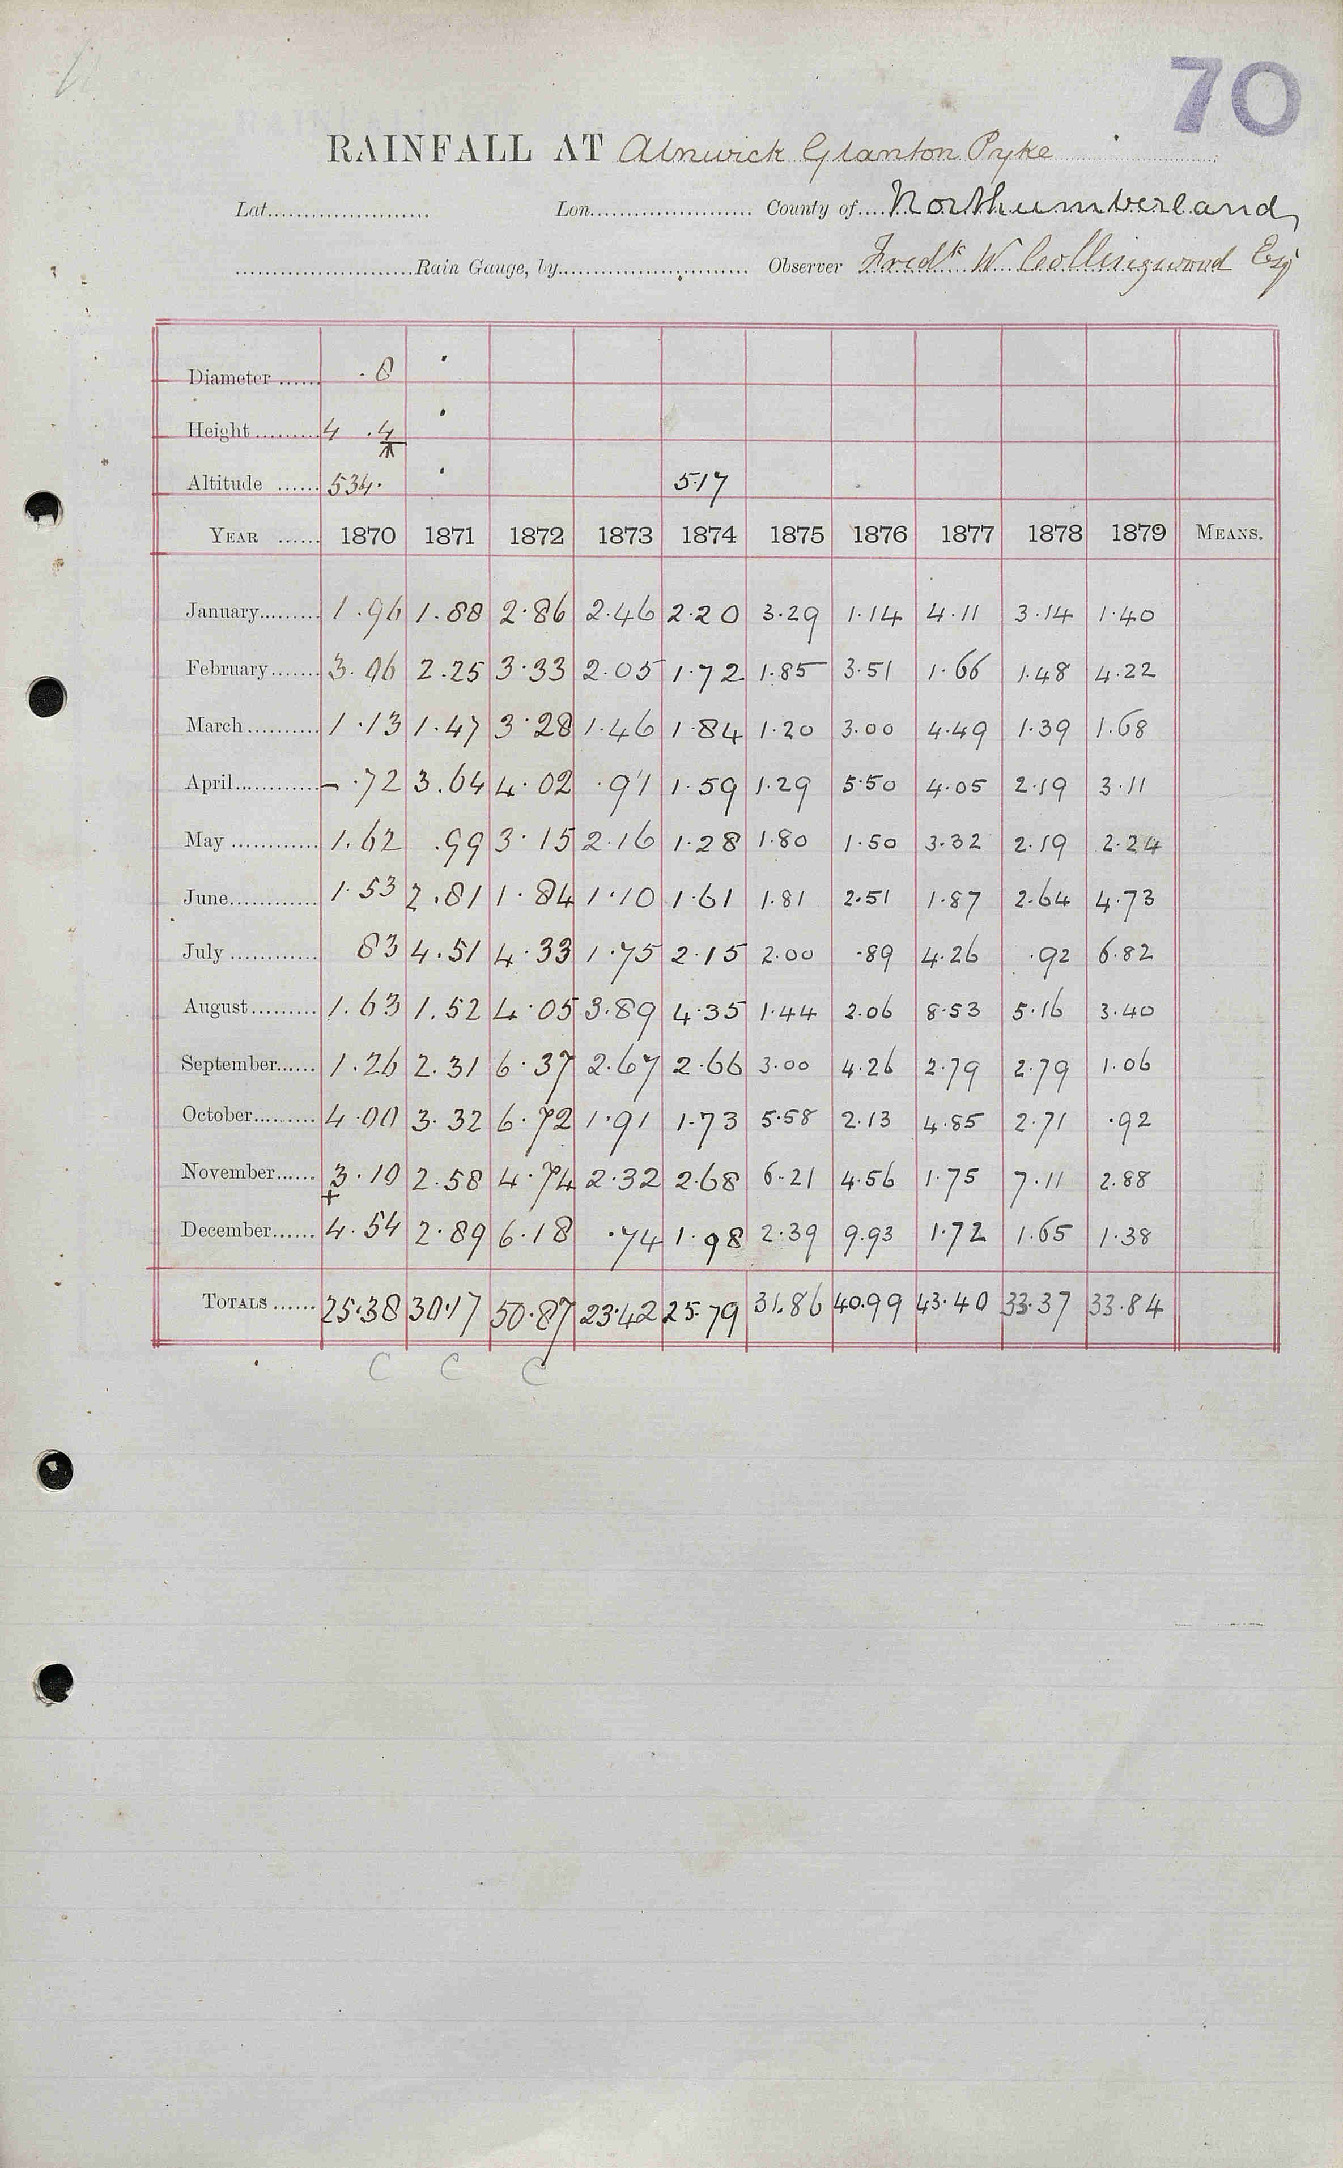 70
RAINFALL AT Alnwick Glanton Pyke
Lat. Lon. County of Northumberland
Rain Gauge, by Observer Fredk W Collingwood Esq
Diameter ...... .8
Height ...... 4 .4
Altitude ...... 534. 517
YEAR ...... 1870 1871 1872 1873 1874 1875 1876 1877 1878 1879 MEANS.
January ...... 1.96 1.88 2.86 2.46 2.20 3.29 1.14 4.11 3.14 1.40
February ...... 3.06 2.25 3.33 2.05 1.72 1.85 3.51 1.66 1.48 4.22
March ...... 1.13 1.47 3.28 1.46 1.84 1.20 3.00 4.49 1.39 1.68
April ...... - .72 3.64 4.02 .91 1.59 1.29 5.50 4.05 2.19 3.11
May ...... 1.62 .99 3.15 2.16 1.28 1.80 1.50 3.32 2.19 2.24
June ...... 1.53 2.81 1.84 1.10 1.61 1.81 2.51 1.87 2.64 4.73
July ...... 83 4.51 4.33 1.75 2.15 2.00 .89 4.26 .92 6.82
August ...... 1.63 1.52 4.05 3.89 4.35 1.44 2.06 8.53 5.16 3.40
September ...... 1.26 2.31 6.37 2.67 2.66 3.00 4.26 2.79 2.79 1.06
October ...... 4.00 3.32 6.72 1.91 1.73 5.58 2.13 4.85 2.71 .92
November ...... 3.10 2.58 4.74 2.32 2.68 6.21 4.56 1.75 7.11 2.88
December ...... + 4.54 2.89 6.18 .74 1.98 2.39 9.93 1.72 1.65 1.38
TOTALS ...... 25.38 30.17 50.87 23.42 25.79 31.86 40.99 43.40 33.37 33.84
C C C